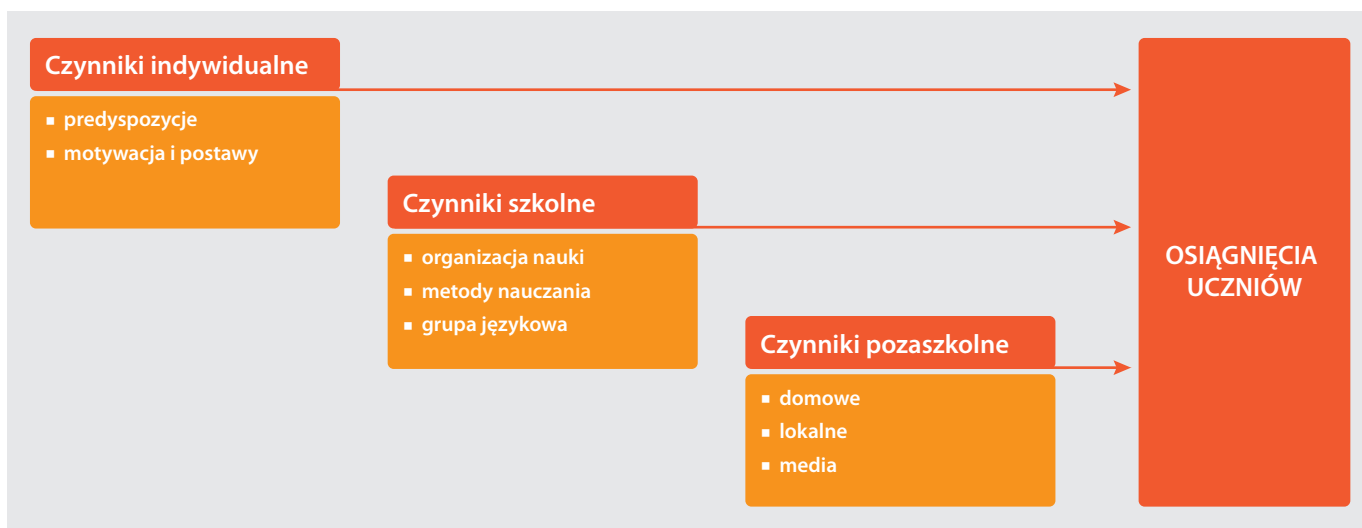 Czynniki indywidualne
▪ predyspozycje
▪ motywacja i postawy
Czynniki szkolne
▪ organizacja nauki
▪ metody nauczania
▪ grupa językowa
Czynniki pozaszkolne
▪ domowe
▪ lokalne
▪ media
OSIĄGNIĘCIA
UCZNIÓW